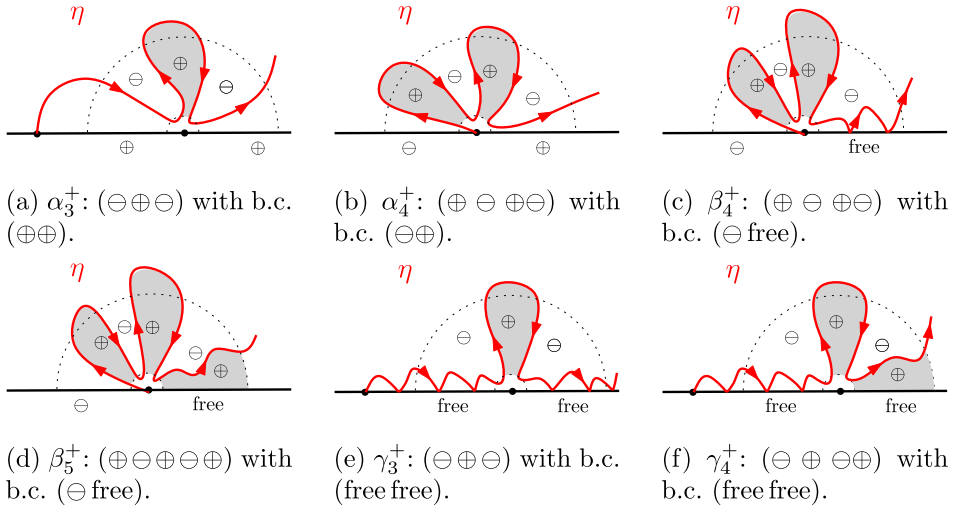 η η η
⊖ ⊕ ⊖ ⊕ ⊕
⊕ ⊖ ⊕ ⊖ ⊖ ⊕
⊕ ⊖ ⊕ ⊖ ⊖ free
(a) α₃⁺: (⊖⊕⊖) with b.c. (b) α₄⁺: (⊕ ⊖ ⊕⊖) with (c) β₄⁺: (⊕ ⊖ ⊕⊖) with
(⊕⊕). b.c. (⊖⊕). b.c. (⊖ free).
η η η
⊕ ⊖ ⊕ ⊖ ⊕ ⊖ free
⊖ ⊕ ⊖ free free
⊖ ⊕ ⊖ ⊕ free free
(d) β₅⁺: (⊕⊖⊕⊖⊕) with (e) γ₃⁺: (⊖⊕⊖) with b.c. (f) γ₄⁺: (⊖ ⊕ ⊖⊕) with
b.c. (⊖ free). (free free). b.c. (free free).